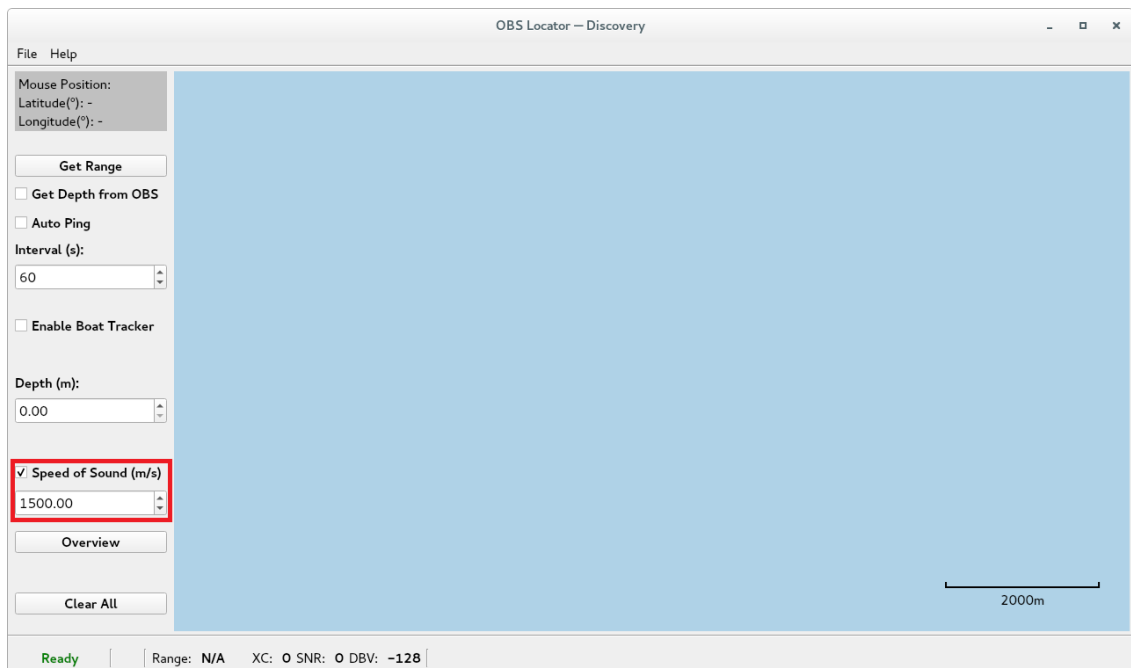 OBS Locator — Discovery
File Help
Mouse Position:
Latitude(°): -
Longitude(°): -
Get Range
Get Depth from OBS
Auto Ping
Interval (s):
60
Enable Boat Tracker
Depth (m):
0.00
Speed of Sound (m/s)
1500.00
Overview
Clear All
2000m
Ready Range: N/A XC: 0 SNR: 0 DBV: -128